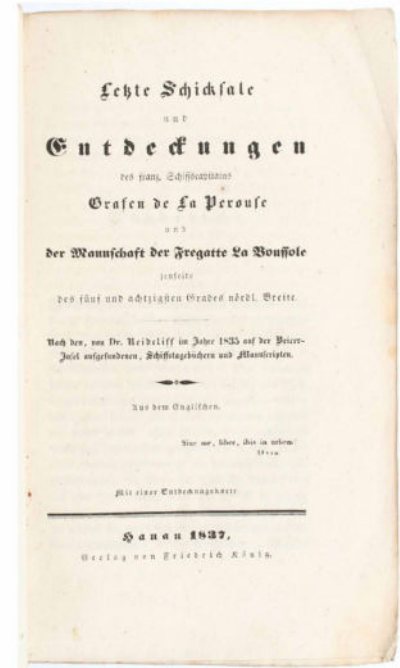 Letzte Schicksale
und
Entdeckungen
des franz. Schiffscapitains
Grafen de La Perouse
und
der Mannschaft der Fregatte La Boussole
jenseits
des fünf und achtzigsten Grades nördl. Breite.
Nach den, von Dr. Reidcliff im Jahre 1835 auf der Beicer-
Insel aufgefundenen, Schiffstagebüchern und Manuscripten.
Aus dem Englischen.
Sine me, liber, ibis in urbem
Mit einer Entdeckungskarte.
Hanau 1837,
Verlag von Friedrich König.